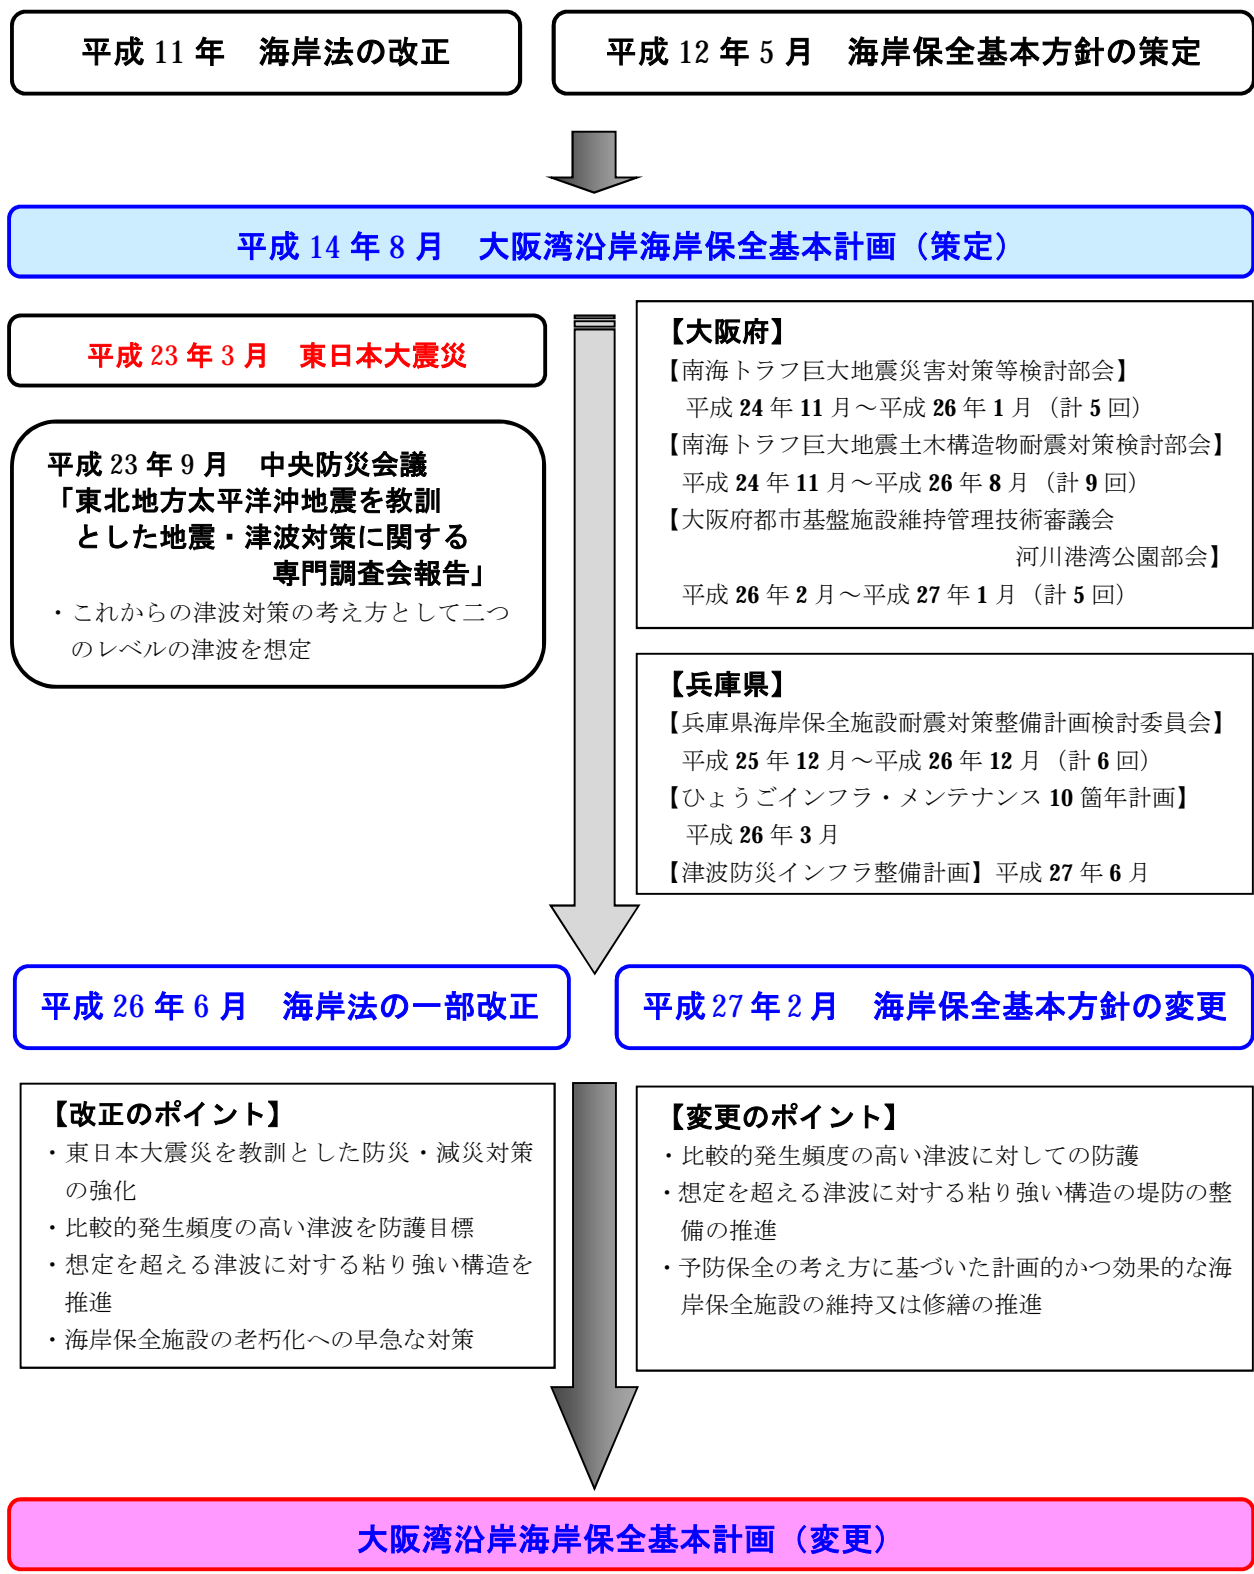 平成 11 年　海岸法の改正
平成 12 年 5 月　海岸保全基本方針の策定
平成 14 年 8 月　大阪湾沿岸海岸保全基本計画（策定）
平成 23 年 3 月　東日本大震災
平成 23 年 9 月　中央防災会議
「東北地方太平洋沖地震を教訓
とした地震・津波対策に関する
専門調査会報告」
・これからの津波対策の考え方として二つ
のレベルの津波を想定
【大阪府】
【南海トラフ巨大地震災害対策等検討部会】
平成 24 年 11 月～平成 26 年 1 月（計 5 回）
【南海トラフ巨大地震土木構造物耐震対策検討部会】
平成 24 年 11 月～平成 26 年 8 月（計 9 回）
【大阪府都市基盤施設維持管理技術審議会
河川港湾公園部会】
平成 26 年 2 月～平成 27 年 1 月（計 5 回）
【兵庫県】
【兵庫県海岸保全施設耐震対策整備計画検討委員会】
平成 25 年 12 月～平成 26 年 12 月（計 6 回）
【ひょうごインフラ・メンテナンス 10 箇年計画】
平成 26 年 3 月
【津波防災インフラ整備計画】平成 27 年 6 月
平成 26 年 6 月　海岸法の一部改正
平成 27 年 2 月　海岸保全基本方針の変更
【改正のポイント】
・東日本大震災を教訓とした防災・減災対策
の強化
・比較的発生頻度の高い津波を防護目標
・想定を超える津波に対する粘り強い構造を
推進
・海岸保全施設の老朽化への早急な対策
【変更のポイント】
・比較的発生頻度の高い津波に対しての防護
・想定を超える津波に対する粘り強い構造の堤防の整
備の推進
・予防保全の考え方に基づいた計画的かつ効果的な海
岸保全施設の維持又は修繕の推進
大阪湾沿岸海岸保全基本計画（変更）